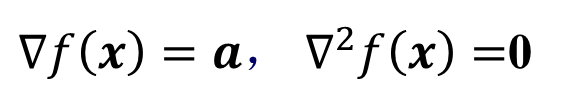 ∇f(𝒙) = 𝒂, ∇²f(𝒙) =𝟎